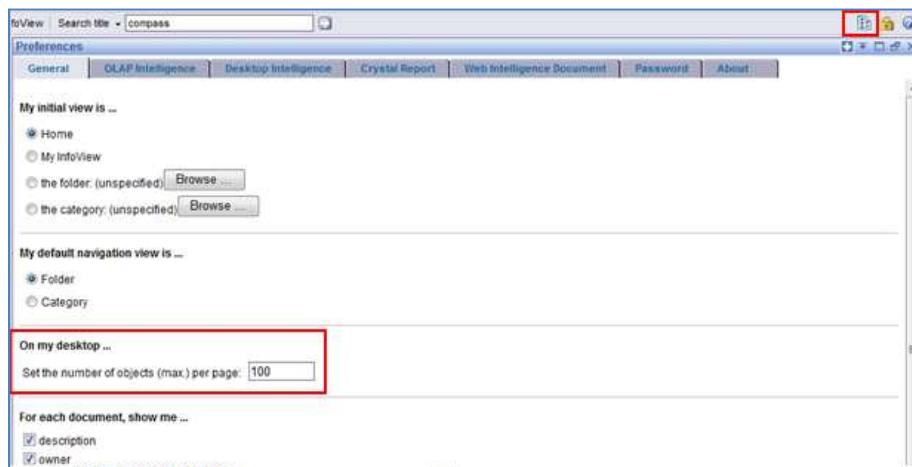 foView Search title compass
Preferences
General OLAP Intelligence Desktop Intelligence Crystal Report Web Intelligence Document Password About
My initial view is ...
Home
My InfoView
the folder: (unspecified) Browse ...
the category: (unspecified) Browse ...
My default navigation view is ...
Folder
Category
On my desktop ...
Set the number of objects (max.) per page: 100
For each document, show me ...
description
owner